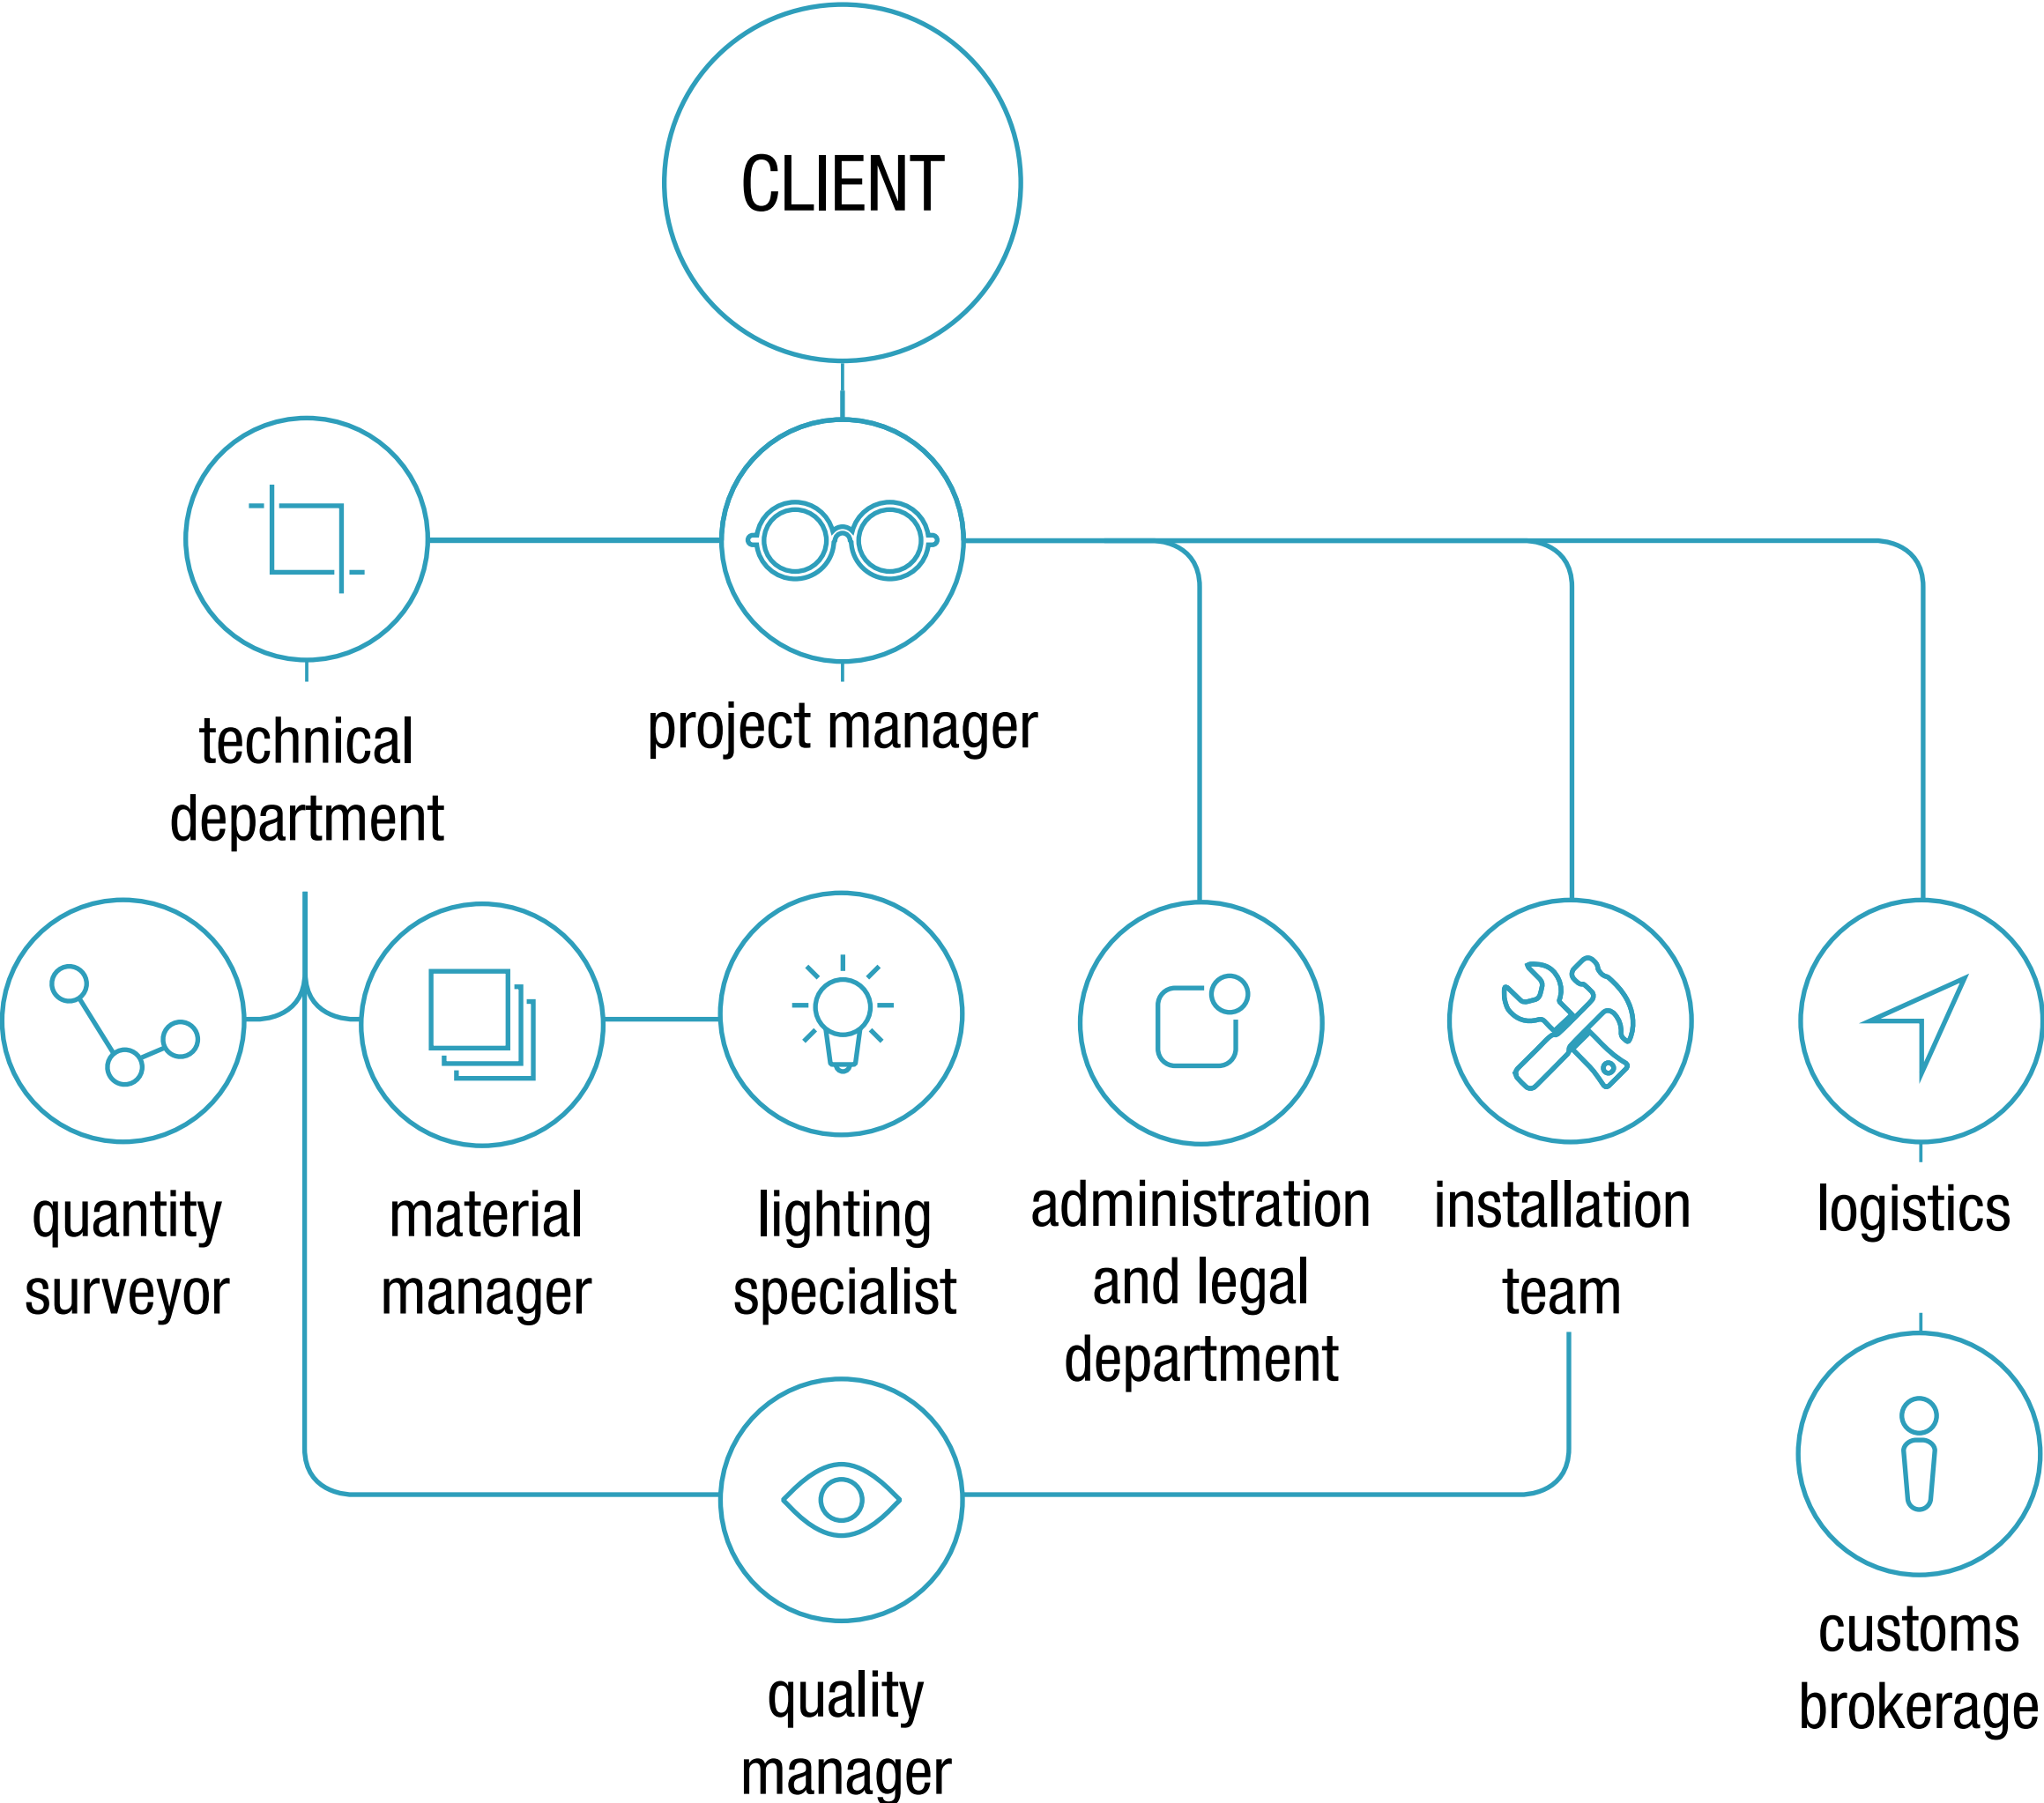 CLIENT
technical
department
project manager
quantity
surveyor
material
manager
lighting
specialist
administration
and legal
department
installation
team
logistics
quality
manager
customs
brokerage